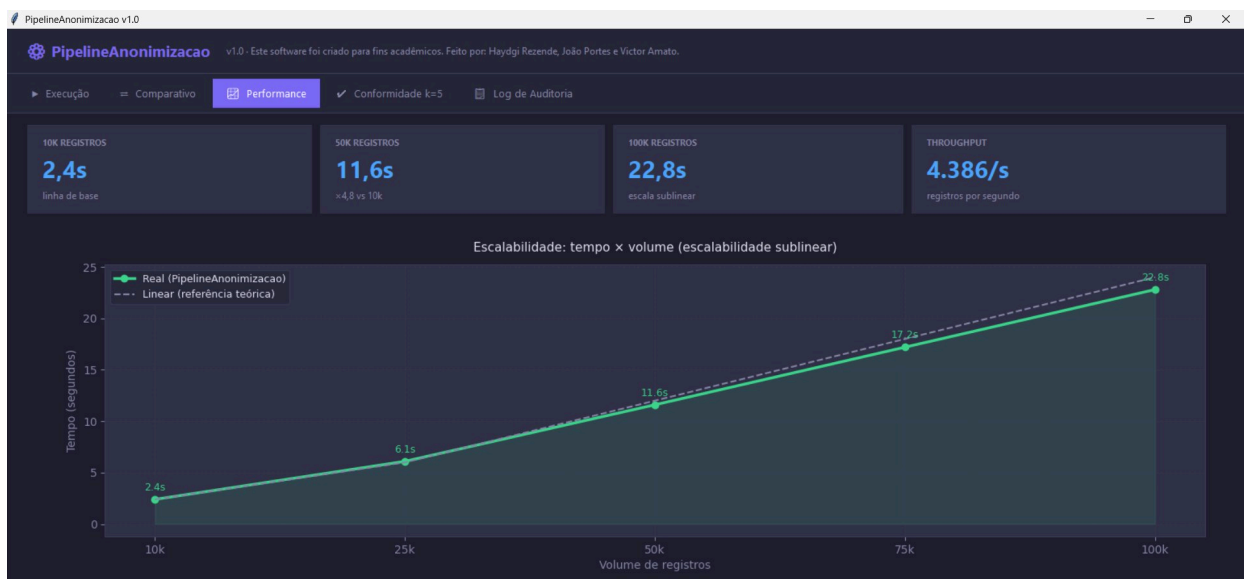 PipelineAnonimizacao v1.0
PipelineAnonimizacao v1.0 - Este software foi criado para fins acadêmicos. Feito por: Haydgi Rezende, João Portes e Victor Amato.
Execução Comparativo Performance Conformidade k=5 Log de Auditoria
10K REGISTROS
2,4s
linha de base
50K REGISTROS
11,6s
×4,8 vs 10k
100K REGISTROS
22,8s
escala sublinear
THROUGHPUT
4.386/s
registros por segundo
Escalabilidade: tempo × volume (escalabilidade sublinear)
Real (PipelineAnonimizacao)
Linear (referência teórica)
Tempo (segundos)
25
20
15
10
5
0
2.4s
6.1s
11.6s
17.2s
22.8s
10k 25k 50k 75k 100k
Volume de registros